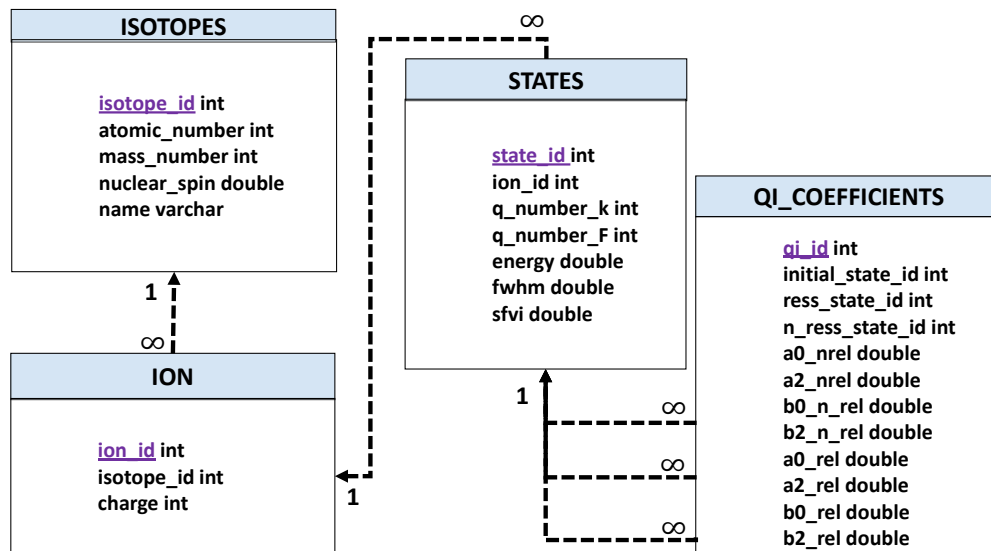 ISOTOPES
isotope_id int
atomic_number int
mass_number int
nuclear_spin double
name varchar
1
∞
ION
ion_id int
isotope_id int
charge int
1
∞
STATES
state_id int
ion_id int
q_number_k int
q_number_F int
energy double
fwhm double
sfvi double
1
∞
∞
∞
QI_COEFFICIENTS
qi_id int
initial_state_id int
ress_state_id int
n_ress_state_id int
a0_nrel double
a2_nrel double
b0_n_rel double
b2_n_rel double
a0_rel double
a2_rel double
b0_rel double
b2_rel double